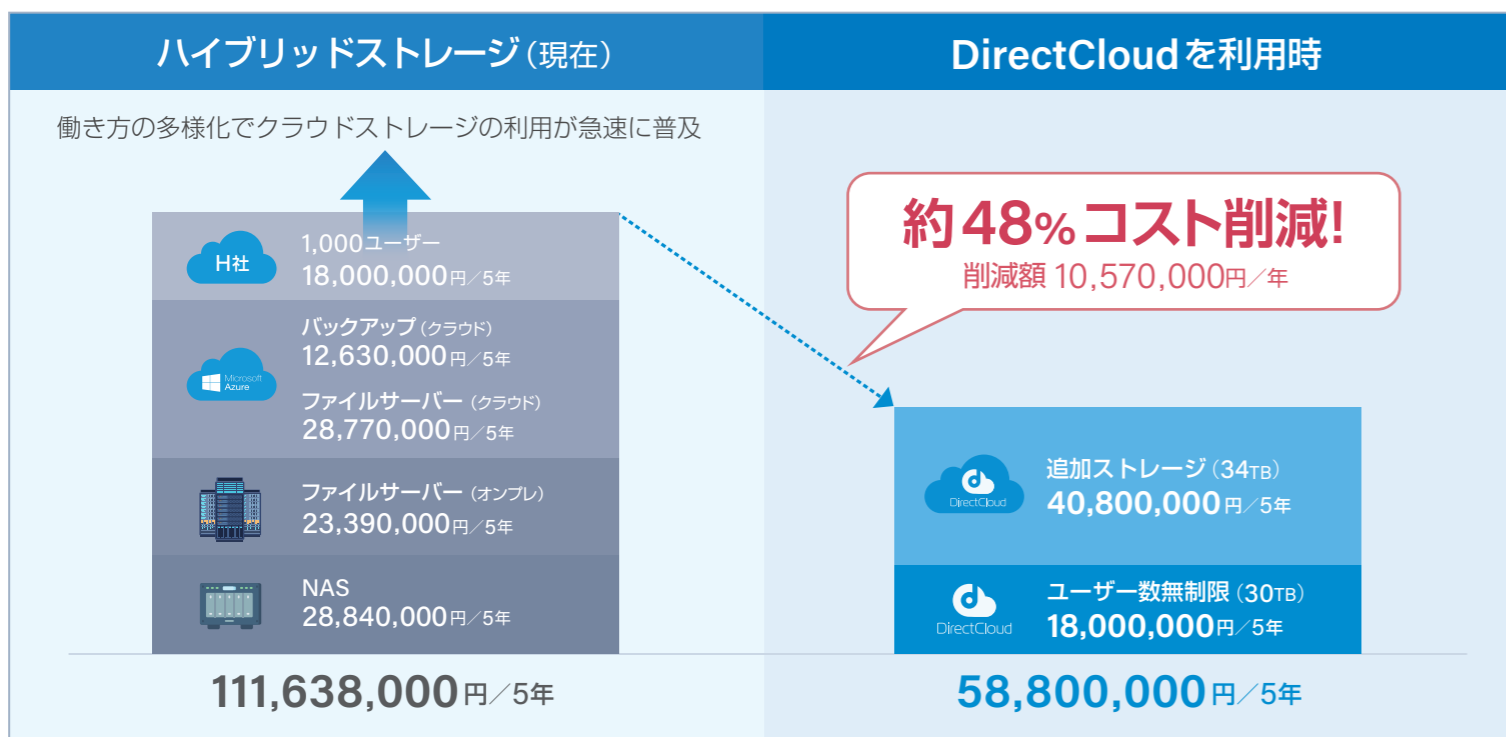 ハイブリッドストレージ（現在）
働き方の多様化でクラウドストレージの利用が急速に普及
H社
1,000ユーザー
18,000,000円／5年
Microsoft
Azure
バックアップ（クラウド）
12,630,000円／5年
ファイルサーバー（クラウド）
28,770,000円／5年
ファイルサーバー（オンプレ）
23,390,000円／5年
NAS
28,840,000円／5年
111,638,000円／5年
DirectCloudを利用時
約48%コスト削減!
削減額 10,570,000円／年
DirectCloud
追加ストレージ（34TB）
40,800,000円／5年
DirectCloud
ユーザー数無制限（30TB）
18,000,000円／5年
58,800,000円／5年